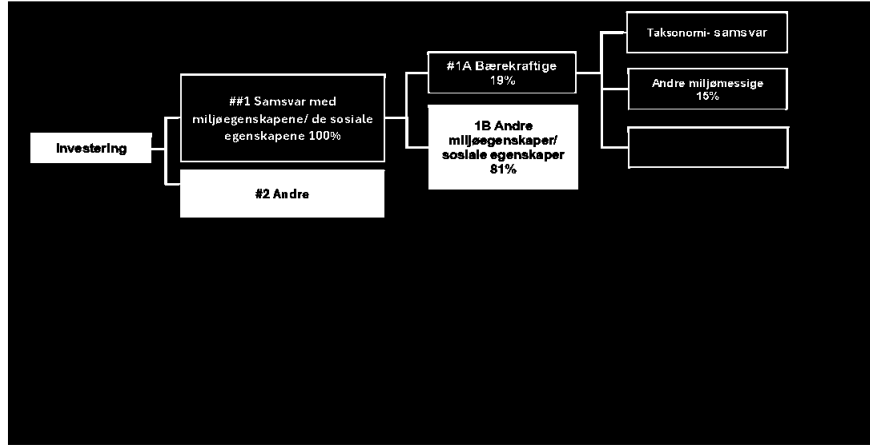 Investering
##1 Samsvar med
miljøegenskapene/ de sosiale
egenskapene 100%
#2 Andre
#1A Bærekraftige
19%
1B Andre
miljøegenskaper/
sosiale egenskaper
81%
Taksonomi- samsvar
Andre miljømessige
15%